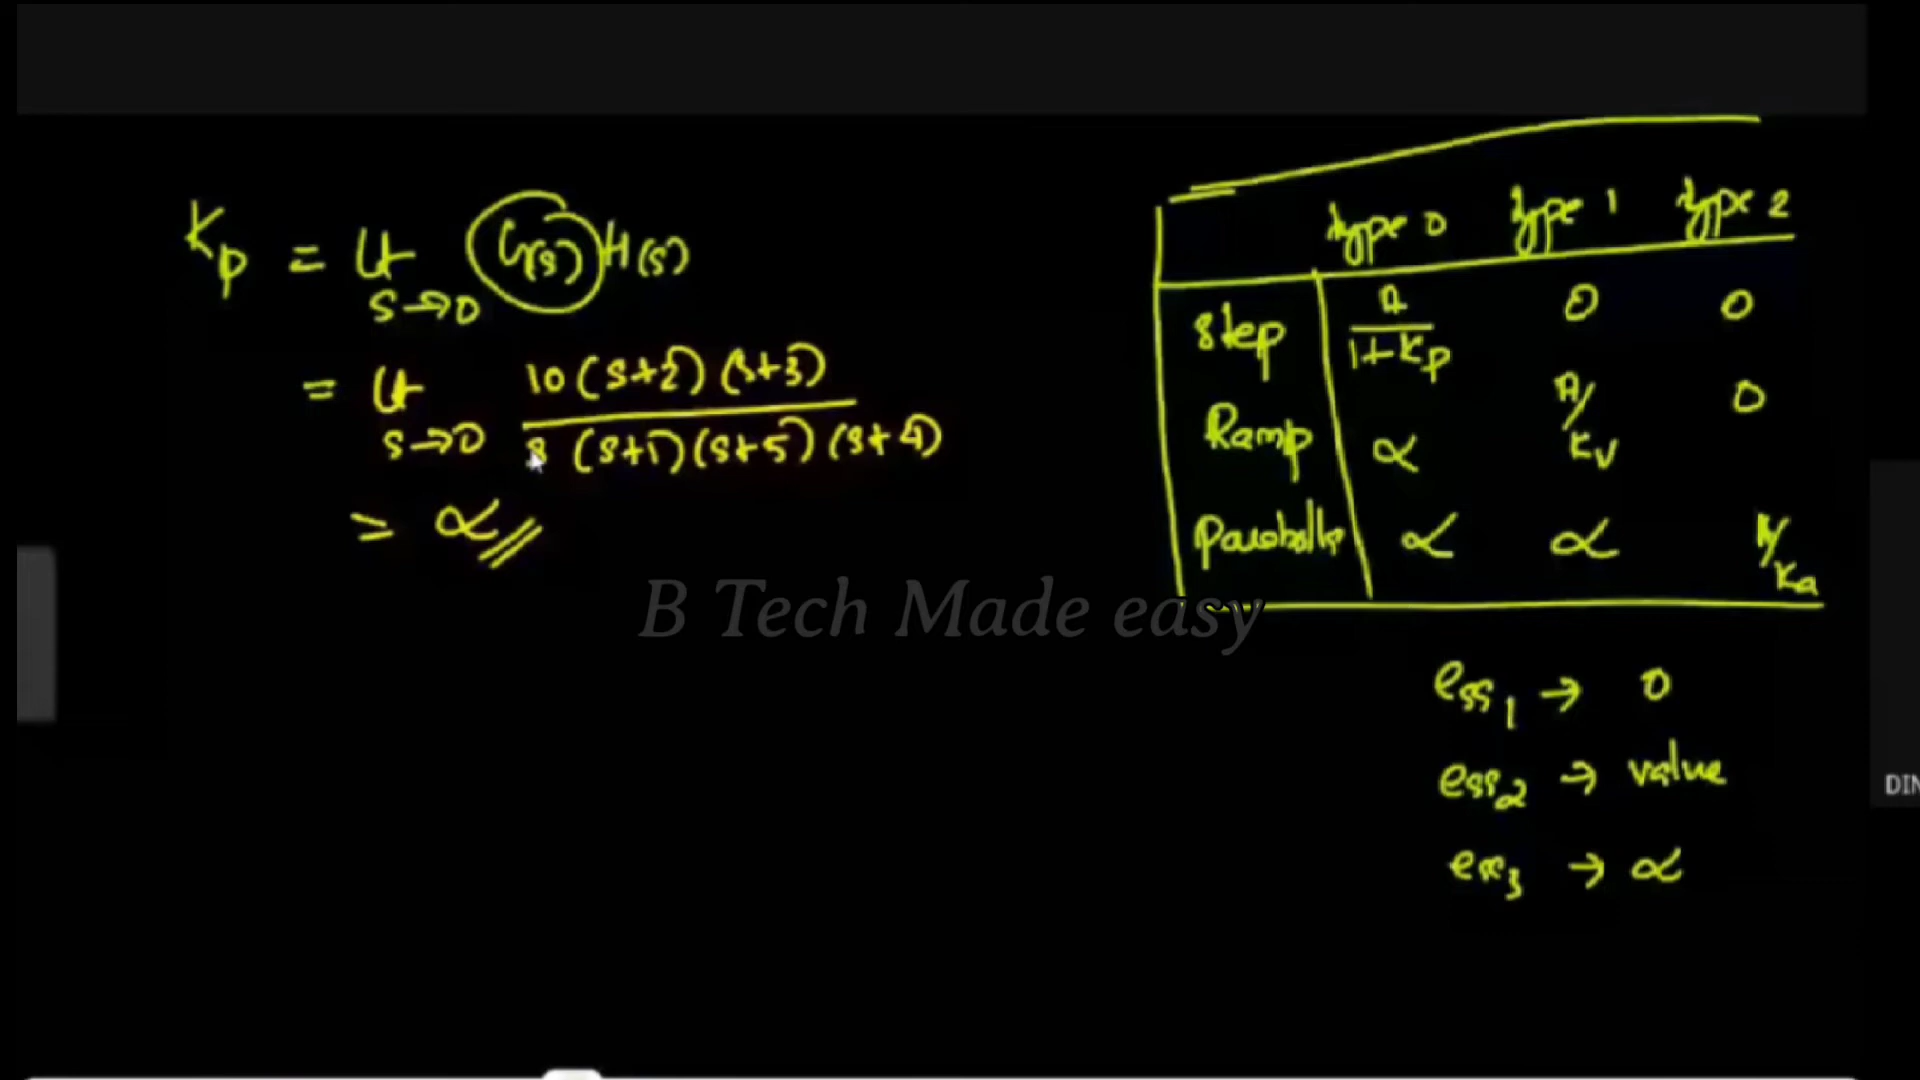 Kp = Lt G(s) H(s)
s→0
= Lt 10(s+2)(s+3)
s→0 s(s+1)(s+5)(s+4)
= α
type 0 type 1 type 2
Step A/1+Kp 0 0
Ramp α A/Kv 0
α α A/Ka
B Tech Made easy
ess1 → 0
ess2 → value
ess3 → α
DIN